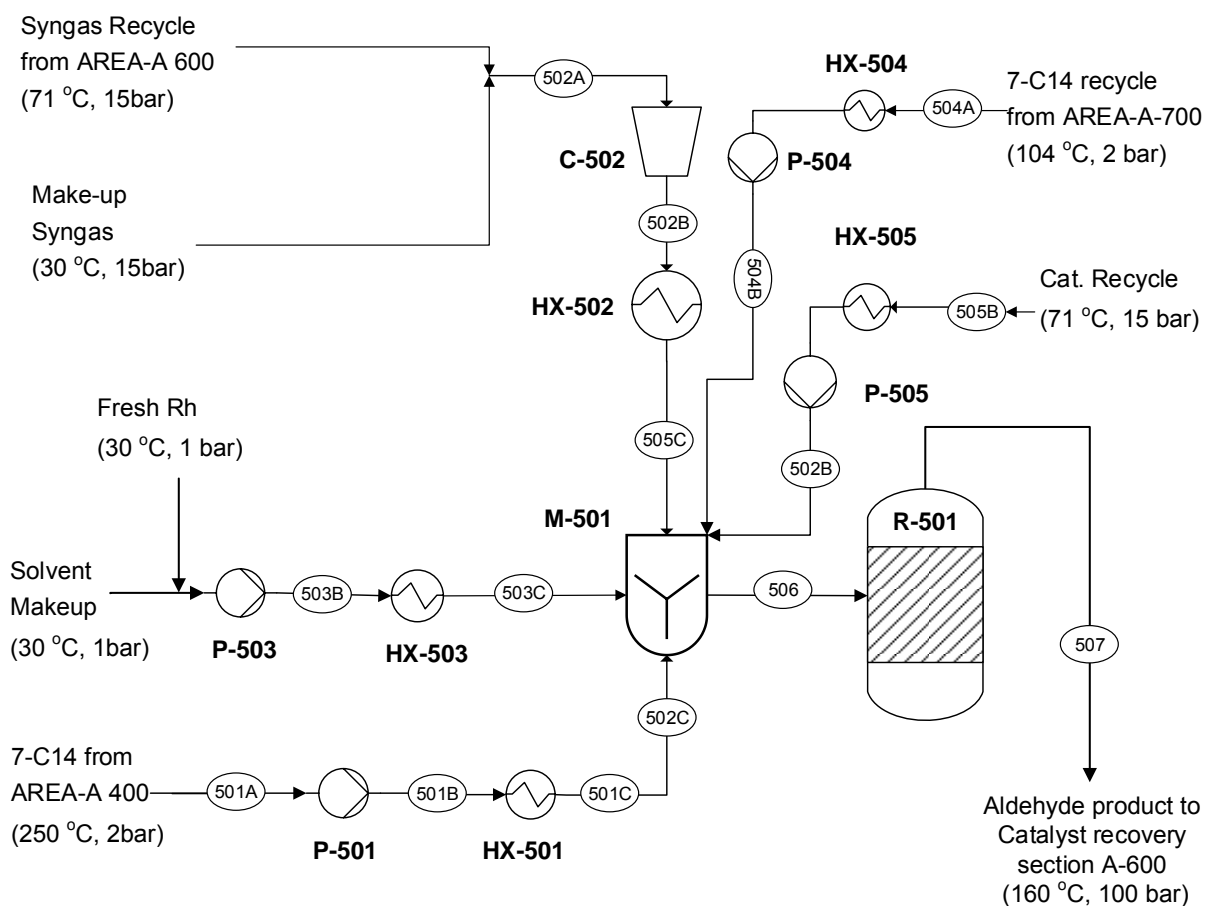 Syngas Recycle
from AREA-A 600
(71 °C, 15bar)
502A
HX-504
504A
7-C14 recycle
from AREA-A-700
(104 °C, 2 bar)
C-502
P-504
Make-up
Syngas
(30 °C, 15bar)
502B
504B
HX-505
HX-502
505B
Cat. Recycle
(71 °C, 15 bar)
P-505
Fresh Rh
(30 °C, 1 bar)
505C
502B
M-501
R-501
Solvent
Makeup
(30 °C, 1bar)
503B
503C
506
P-503
HX-503
507
502C
7-C14 from
AREA-A 400
(250 °C, 2bar)
501A
501B
501C
P-501
HX-501
Aldehyde product to
Catalyst recovery
section A-600
(160 °C, 100 bar)